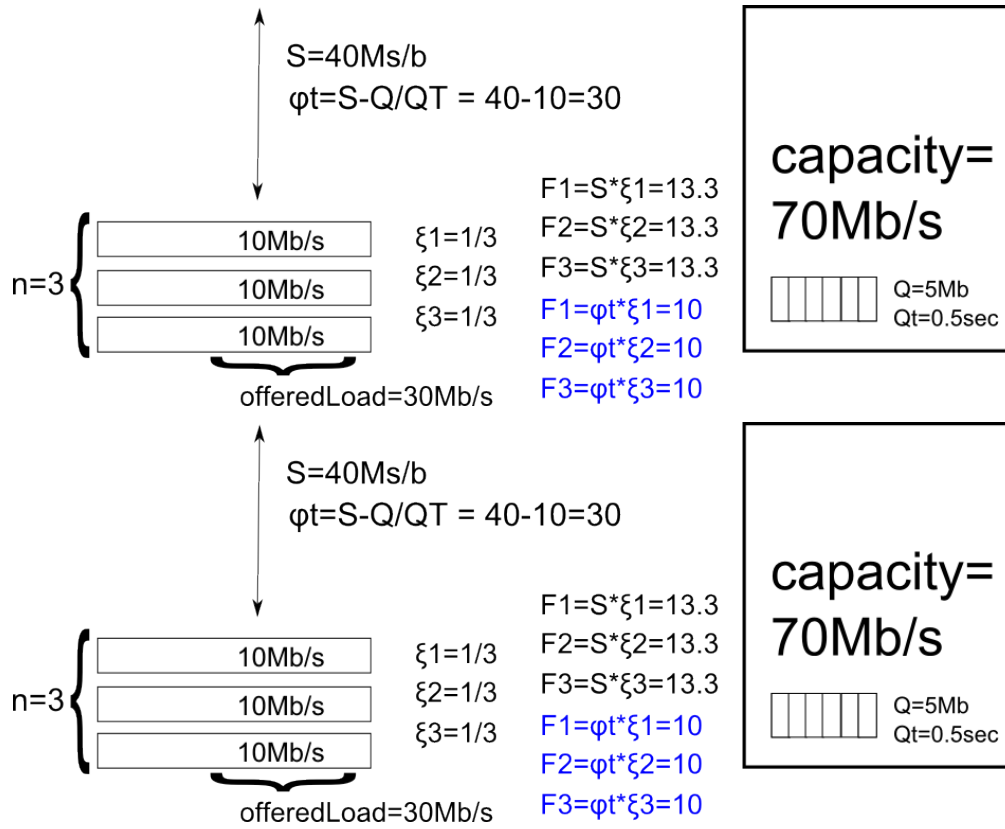 S=40Ms/b
φt=S-Q/QT = 40-10=30
capacity=
70Mb/s
Q=5Mb
Qt=0.5sec
n=3
10Mb/s
10Mb/s
10Mb/s
ξ1=1/3
ξ2=1/3
ξ3=1/3
F1=S*ξ1=13.3
F2=S*ξ2=13.3
F3=S*ξ3=13.3
F1=φt*ξ1=10
F2=φt*ξ2=10
F3=φt*ξ3=10
offeredLoad=30Mb/s
S=40Ms/b
φt=S-Q/QT = 40-10=30
capacity=
70Mb/s
Q=5Mb
Qt=0.5sec
n=3
10Mb/s
10Mb/s
10Mb/s
ξ1=1/3
ξ2=1/3
ξ3=1/3
F1=S*ξ1=13.3
F2=S*ξ2=13.3
F3=S*ξ3=13.3
F1=φt*ξ1=10
F2=φt*ξ2=10
F3=φt*ξ3=10
offeredLoad=30Mb/s